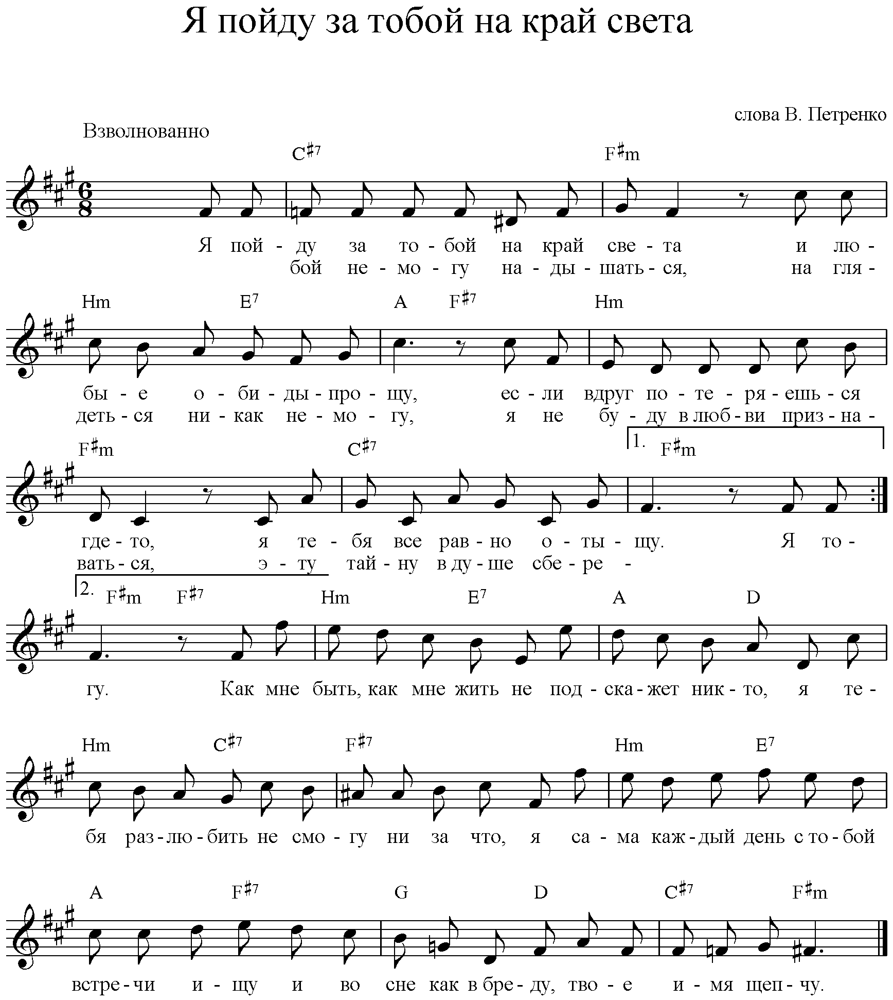 Я пойду за тобой на край света
слова В. Петренко
Взволнованно
C♯7 F♯m
6
8
Я пой - ду за то - бой на край све - та и лю -
бой не - мо - гу на - ды - шать - ся, на гля -
Hm E7 A F♯7 Hm
бы - е о - би - ды - про - щу, ес - ли вдруг по - те - ря - ешь - ся
деть - ся ни - как не - мо - гу, я не бу - ду в люб - ви приз - на -
F♯m C♯7 1. F♯m
где - то, я те - бя все рав - но о - ты - щу. Я то -
вать - ся, э - ту тай - ну в ду - ше сбе - ре -
2. F♯m F♯7 Hm E7 A D
гу. Как мне быть, как мне жить не под - ска - жет ник - то, я те -
Hm C♯7 F♯7 Hm E7
бя раз - лю - бить не смо - гу ни за что, я са - ма каж - дый день с то - бой
A F♯7 G D C♯7 F♯m
встре - чи и - щу и во сне как в бре - ду, тво - е и - мя щеп - чу.